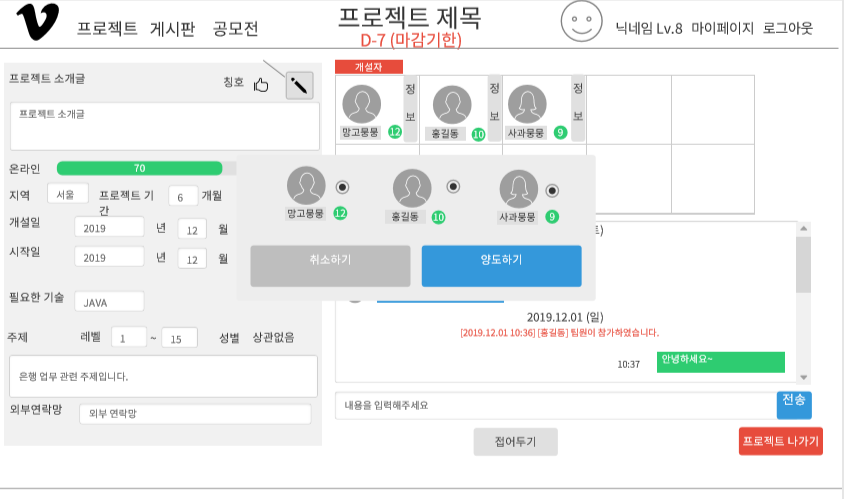 프로젝트 게시판 공모전
프로젝트 제목
D-7 (마감기한)
닉네임 Lv.8 마이페이지 로그아웃
프로젝트 소개글
칭호
프로젝트 소개글
온라인 70
지역 서울 프로젝트 기간 6 개월
개설일 2019 년 12 월
시작일 2019 년 12 월
필요한 기술 JAVA
주제 레벨 1 ~ 15 성별 상관없음
은행 업무 관련 주제입니다.
외부연락망 외부 연락망
개설자
망고뭉뭉 12 정보
홍길동 10 정보
사과뭉뭉 9 정보
망고뭉뭉 12
홍길동 10
사과뭉뭉 9
취소하기 양도하기
2019.12.01 (일)
[2019.12.01 10:36] [홍길동] 팀원이 참가하였습니다.
10:37 안녕하세요~
내용을 입력해주세요 전송
접어두기 프로젝트 나가기